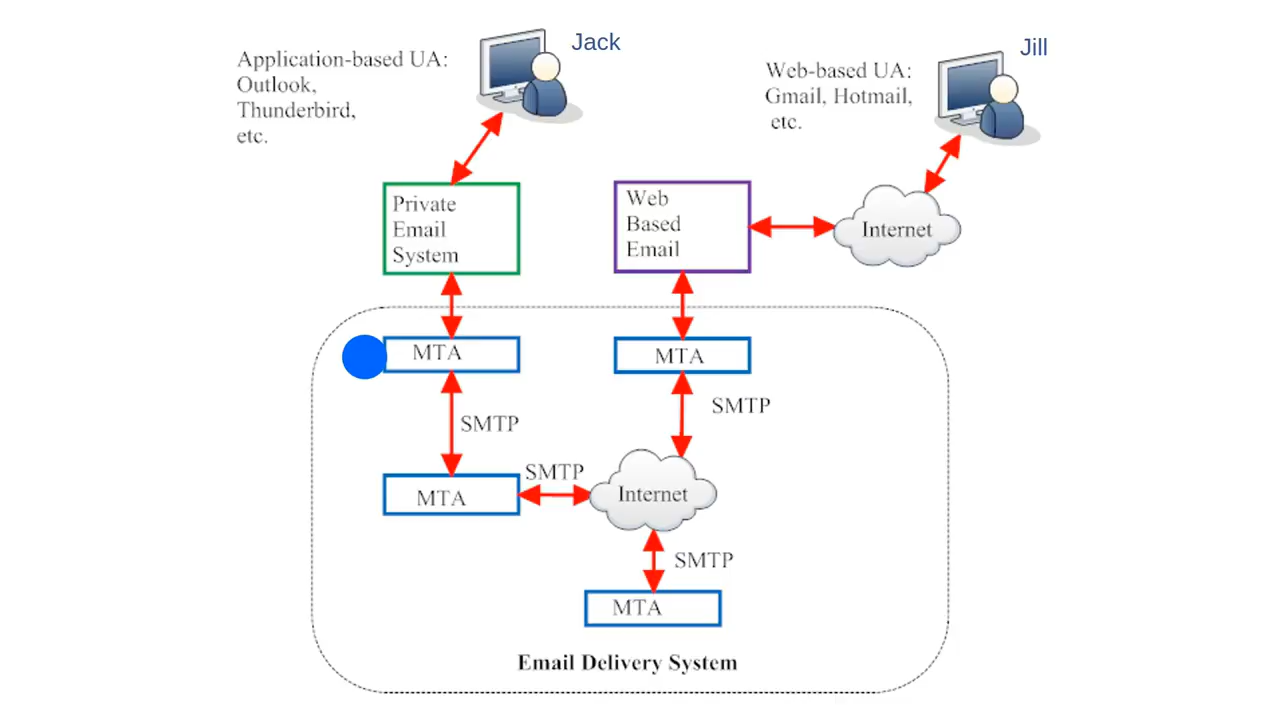 Jack
Application-based UA:
Outlook,
Thunderbird,
etc.
Jill
Web-based UA:
Gmail, Hotmail,
etc.
Private
Email
System
Web
Based
Email
Internet
MTA
MTA
SMTP
SMTP
MTA
SMTP
Internet
SMTP
MTA
Email Delivery System